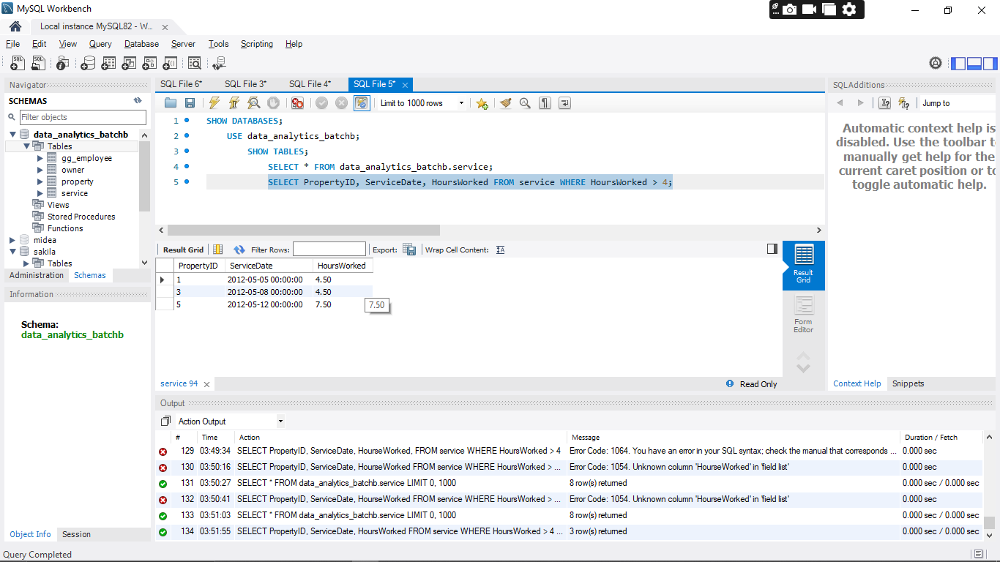 MySQL Workbench
Local instance MySQL82 - W...
File Edit View Query Database Server Tools Scripting Help
Navigator
SCHEMAS
Filter objects
data_analytics_batchb
Tables
gg_employee
owner
property
service
Views
Stored Procedures
Functions
midea
sakila
Tables
Administration Schemas
Information
Schema:
data_analytics_batchb
Object Info Session
SQL File 6* SQL File 3* SQL File 4* SQL File 5*
Limit to 1000 rows
1 SHOW DATABASES;
2 USE data_analytics_batchb;
3 SHOW TABLES;
4 SELECT * FROM data_analytics_batchb.service;
5 SELECT PropertyID, ServiceDate, HoursWorked FROM service WHERE HoursWorked > 4;
Result Grid Filter Rows: Export: Wrap Cell Content:
PropertyID ServiceDate HoursWorked
1 2012-05-05 00:00:00 4.50
3 2012-05-08 00:00:00 4.50
5 2012-05-12 00:00:00 7.50
7.50
Result
Grid
Form
Editor
service 94
Read Only
SQLAdditions
Jump to
Automatic context help is
disabled. Use the toolbar t
manually get help for the
current caret position or to
toggle automatic help.
Context Help Snippets
Output
Action Output
# Time Action Message Duration / Fetch
129 03:49:34 SELECT PropertyID, ServiceDate, HourseWorked, FROM service WHERE HoursWorked > 4 Error Code: 1064. You have an error in your SQL syntax; check the manual that corresponds ... 0.000 sec
130 03:50:16 SELECT PropertyID, ServiceDate, HourseWorked FROM service WHERE HoursWorked > ... Error Code: 1054. Unknown column 'HourseWorked' in 'field list' 0.000 sec
131 03:50:27 SELECT * FROM data_analytics_batchb.service LIMIT 0, 1000 8 row(s) returned 0.000 sec / 0.000 sec
132 03:50:41 SELECT PropertyID, ServiceDate, HourseWorked FROM service WHERE HoursWorked > ... Error Code: 1054. Unknown column 'HourseWorked' in 'field list' 0.000 sec
133 03:51:03 SELECT * FROM data_analytics_batchb.service LIMIT 0, 1000 8 row(s) returned 0.000 sec / 0.000 sec
134 03:51:55 SELECT PropertyID, ServiceDate, HoursWorked FROM service WHERE HoursWorked > 4 ... 3 row(s) returned 0.000 sec / 0.000 sec
Query Completed